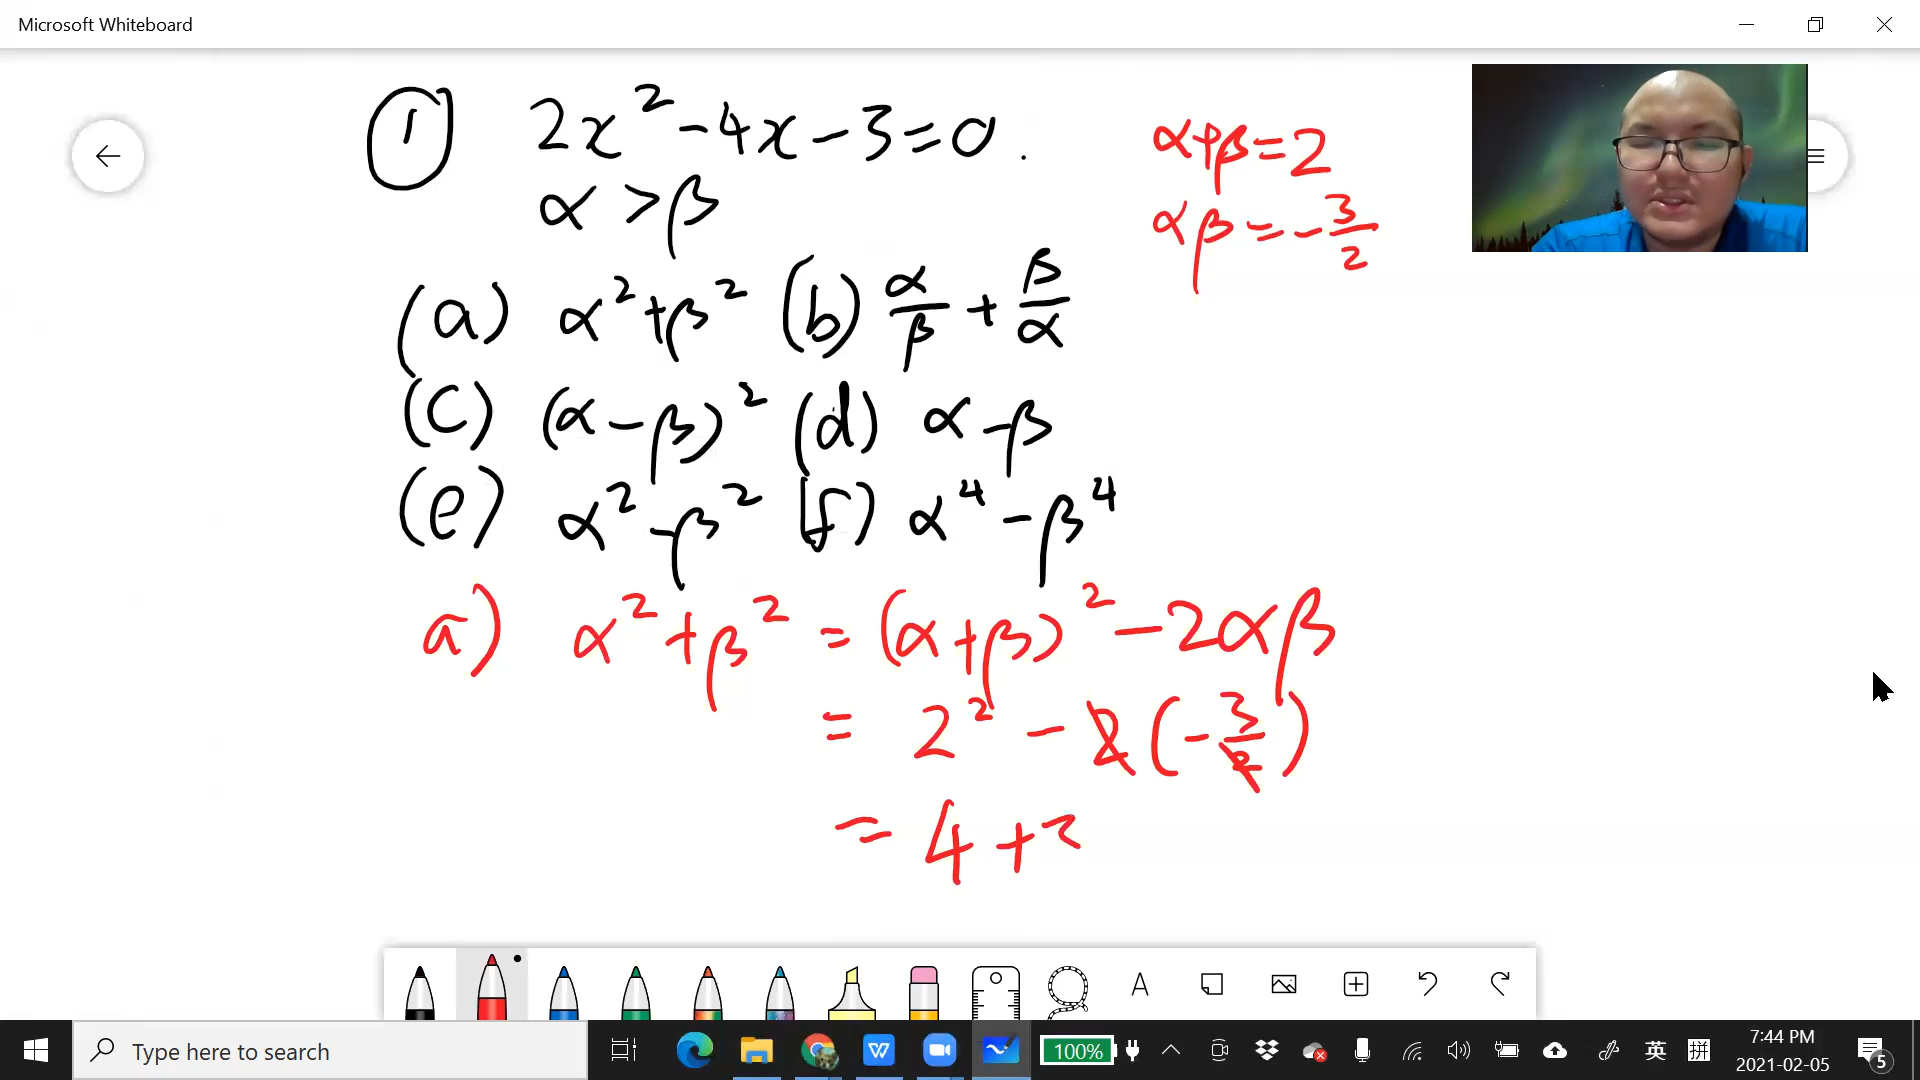 Microsoft Whiteboard
① 2x² - 4x - 3 = 0 .
α > β
α+β = 2
αβ = -3/2
(a) α² + β² (b) α/β + β/α
(c) (α - β)² (d) α - β
(e) α² - β² (f) α⁴ - β⁴
a) α² + β² = (α+β)² - 2αβ
= 2² - 2(-3/2)
= 4 +
A
Type here to search
100%
英
拼
7:44 PM
2021-02-05
5